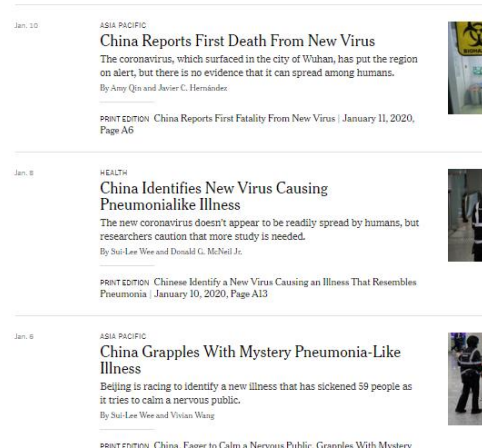 Jan. 10
ASIA PACIFIC
China Reports First Death From New Virus
The coronavirus, which surfaced in the city of Wuhan, has put the region
on alert, but there is no evidence that it can spread among humans.
By Amy Qin and Javier C. Hernández
PRINT EDITION China Reports First Fatality From New Virus | January 11, 2020,
Page A6
Jan. 8
HEALTH
China Identifies New Virus Causing
Pneumonialike Illness
The new coronavirus doesn't appear to be readily spread by humans, but
researchers caution that more study is needed.
By Sui-Lee Wee and Donald G. McNeil Jr.
PRINT EDITION Chinese Identify a New Virus Causing an Illness That Resembles
Pneumonia | January 10, 2020, Page A13
Jan. 6
ASIA PACIFIC
China Grapples With Mystery Pneumonia-Like
Illness
Beijing is racing to identify a new illness that has sickened 59 people as
it tries to calm a nervous public.
By Sui-Lee Wee and Vivian Wang
PRINT EDITION China, Eager to Calm a Nervous Public, Grapples With Mystery